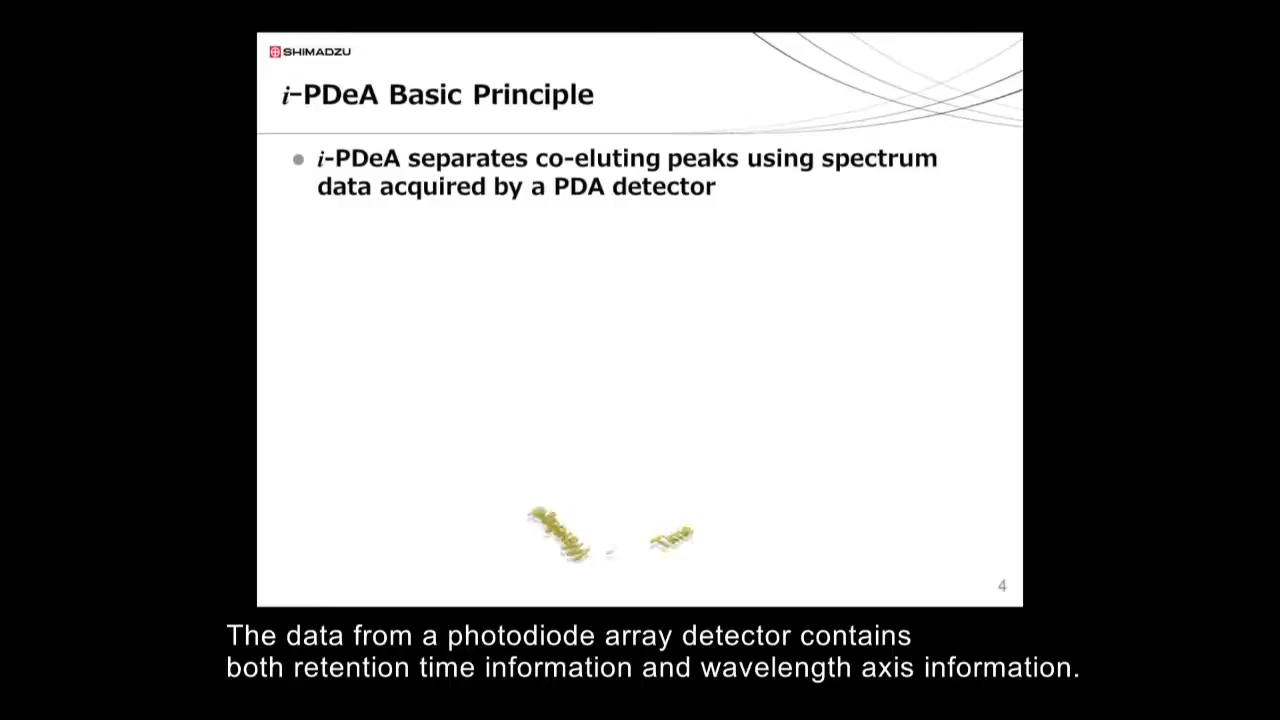 SHIMADZU
i-PDeA Basic Principle
i-PDeA separates co-eluting peaks using spectrum
data acquired by a PDA detector
Time
4
The data from a photodiode array detector contains
both retention time information and wavelength axis information.